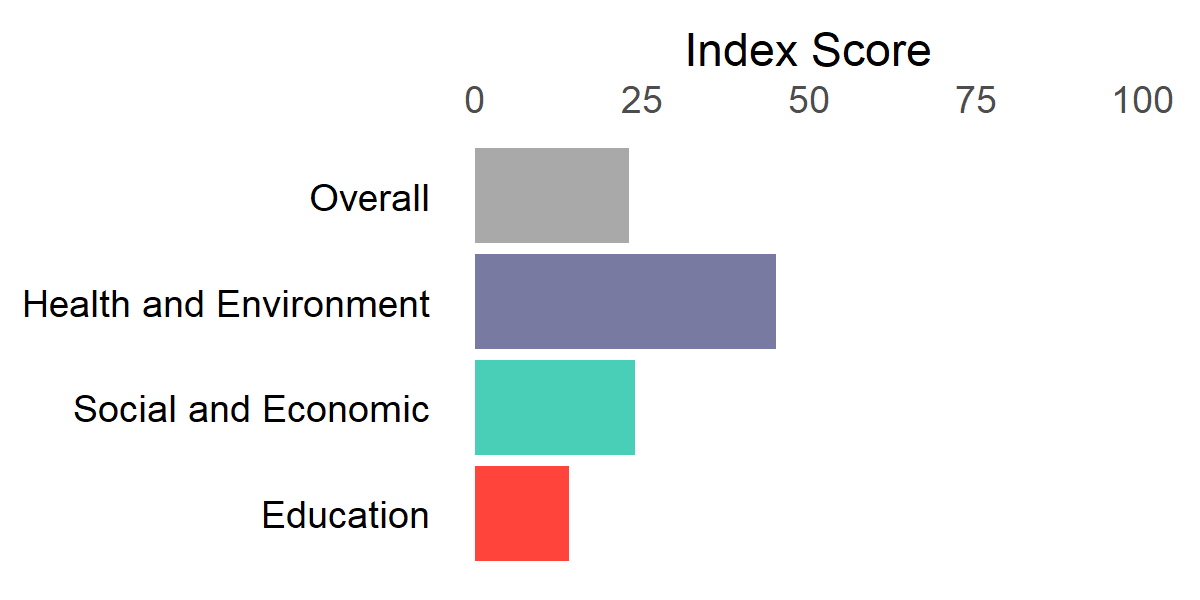 Index Score
0 25 50 75 100
Overall
Health and Environment
Social and Economic
Education